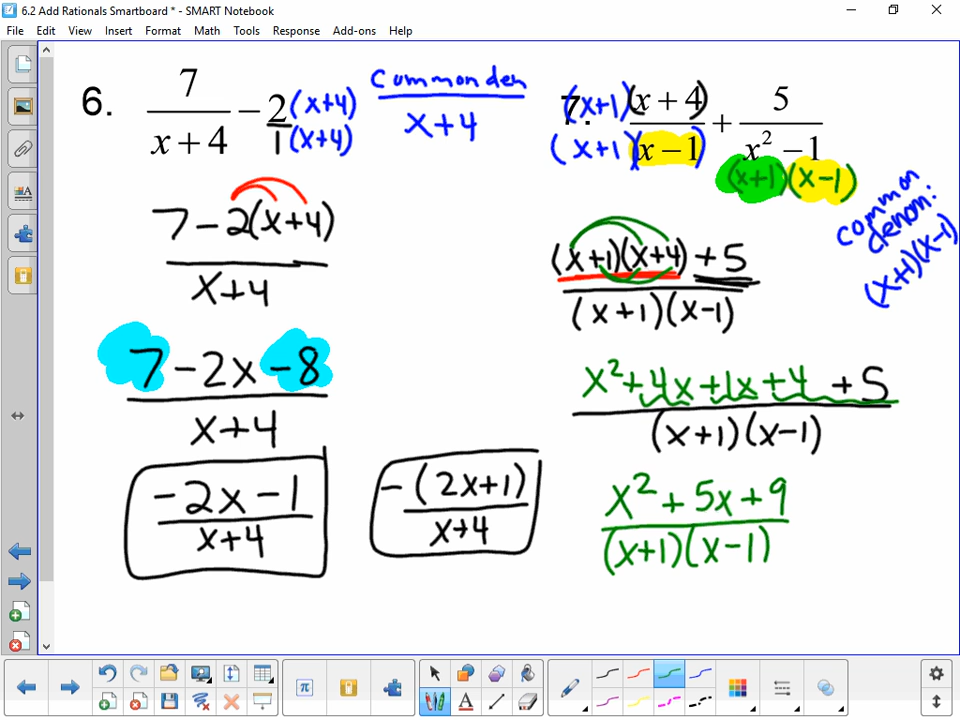 6.2 Add Rationals Smartboard * - SMART Notebook
File Edit View Insert Format Math Tools Response Add-ons Help
6. 7/(x + 4) − 2(x+4)/1(x+4)
Common den
x+4
7 − 2(x+4)
x+4
7 − 2x − 8
x+4
−2x − 1
x+4
−(2x+1)
x+4
7. (x+1)(x + 4)/(x+1)(x − 1) + 5/(x² − 1)
(x+1)(x−1)
common
denom:
(x+1)(x−1)
(x+1)(x+4) + 5
(x+1)(x−1)
x² + 4x + 1x + 4 + 5
(x+1)(x−1)
x² + 5x + 9
(x+1)(x−1)
π
A